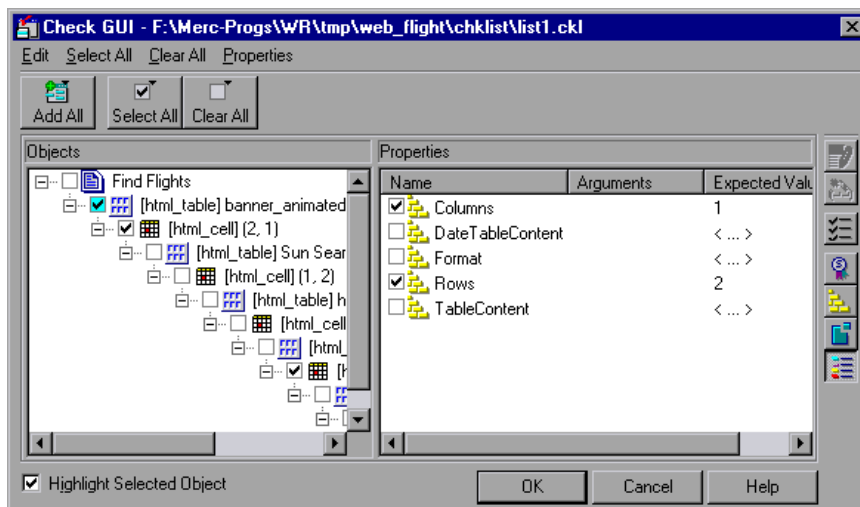 Check GUI - F:\Merc-Progs\WR\tmp\web_flight\chklist\list1.ckl
Edit Select All Clear All Properties
Add All Select All Clear All
Objects
Find Flights
[html_table] banner_animated
[html_cell] (2, 1)
[html_table] Sun Sear
[html_cell] (1, 2)
[html_table] h
[html_cell
[html_
[h
Properties
Name Arguments Expected Valu
Columns 1
DateTableContent < ... >
Format < ... >
Rows 2
TableContent < ... >
Highlight Selected Object
OK Cancel Help